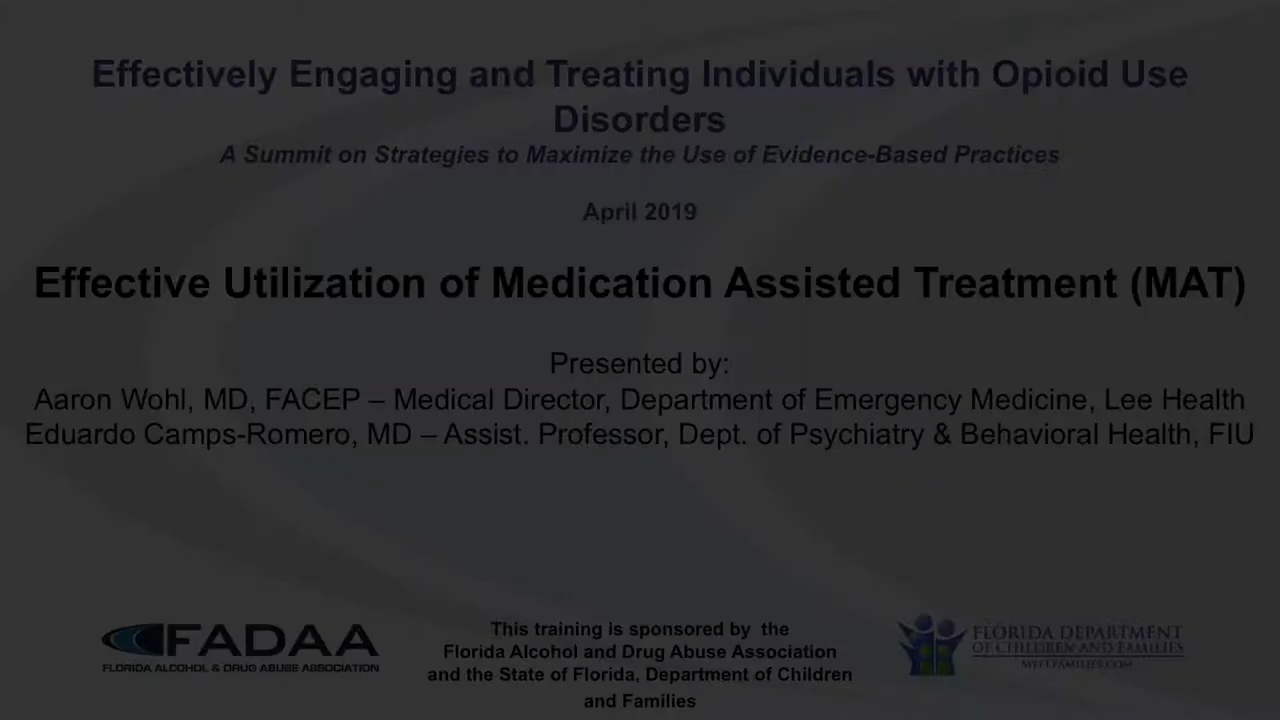 Effectively Engaging and Treating Individuals with Opioid Use
Disorders
A Summit on Strategies to Maximize the Use of Evidence-Based Practices
April 2019
Effective Utilization of Medication Assisted Treatment (MAT)
Presented by:
Aaron Wohl, MD, FACEP – Medical Director, Department of Emergency Medicine, Lee Health
Eduardo Camps-Romero, MD – Assist. Professor, Dept. of Psychiatry & Behavioral Health, FIU
FADAA
FLORIDA ALCOHOL & DRUG ABUSE ASSOCIATION
This training is sponsored by the
Florida Alcohol and Drug Abuse Association
and the State of Florida, Department of Children
and Families
FLORIDA DEPARTMENT
OF CHILDREN AND FAMILIES
MYFLFAMILIES.COM